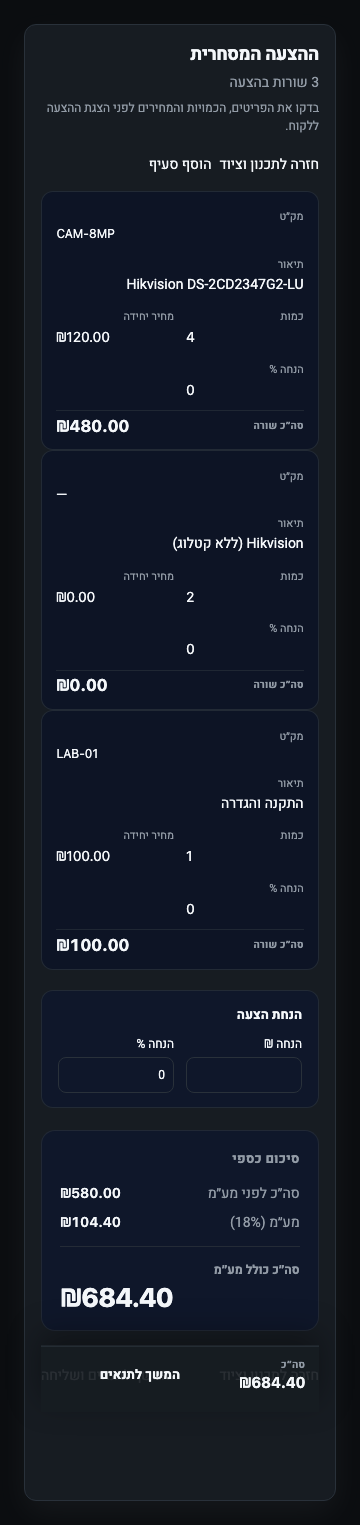 ההצעה המסחרית
3 שורות בהצעה
בדקו את הפריטים, הכמויות והמחירים לפני הצגת ההצעה
ללקוח.
חזרה לתכנון וציוד הוסף סעיף
מק״ט
CAM-8MP
תיאור
Hikvision DS-2CD2347G2-LU
כמות מחיר יחידה
4 ₪120.00
הנחה %
0
סה״כ שורה ₪480.00
מק״ט
—
תיאור
Hikvision (ללא קטלוג)
כמות מחיר יחידה
2 ₪0.00
הנחה %
0
סה״כ שורה ₪0.00
מק״ט
LAB-01
תיאור
התקנה והגדרה
כמות מחיר יחידה
1 ₪100.00
הנחה %
0
סה״כ שורה ₪100.00
הנחת הצעה
הנחה ₪ הנחה %
0
סיכום כספי
סה״כ לפני מע״מ ₪580.00
מע״מ (18%) ₪104.40
סה״כ כולל מע״מ
₪684.40
סה״כ
₪684.40 המשך לתנאים
ושליחה